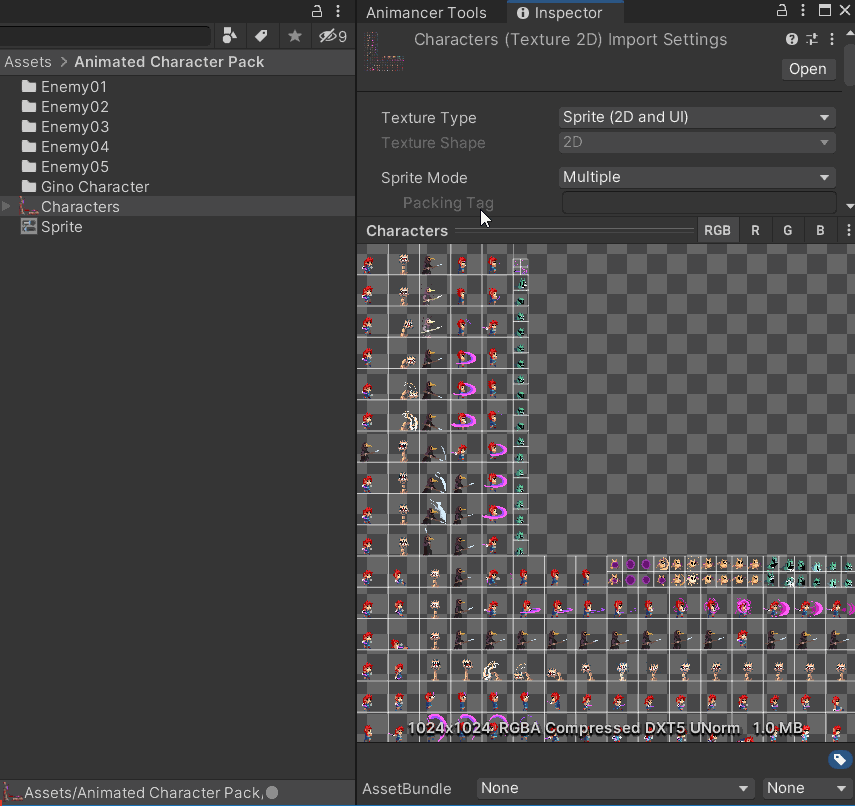 Animancer Tools
Inspector
Characters (Texture 2D) Import Settings
Open
9
Assets > Animated Character Pack
Enemy01
Enemy02
Enemy03
Enemy04
Enemy05
Gino Character
Characters
Sprite
Texture Type
Sprite (2D and UI)
Texture Shape
2D
Sprite Mode
Multiple
Packing Tag
Characters
RGB
R
G
B
1024x1024 RGBA Compressed DXT5 UNorm 1.0 MB
Assets/Animated Character Pack,
AssetBundle
None
None